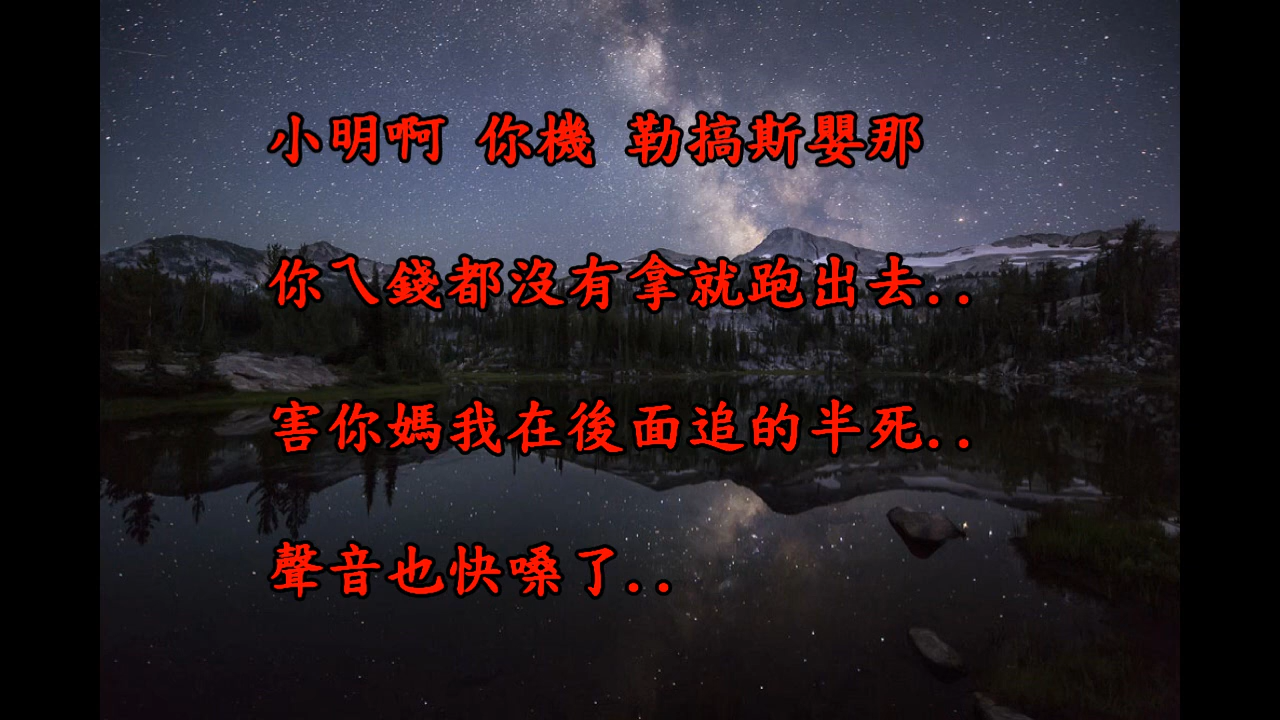 小明啊 你機 勒搞斯嬰那
你ㄟ錢都沒有拿就跑出去..
害你媽我在後面追的半死..
聲音也快嗓了..